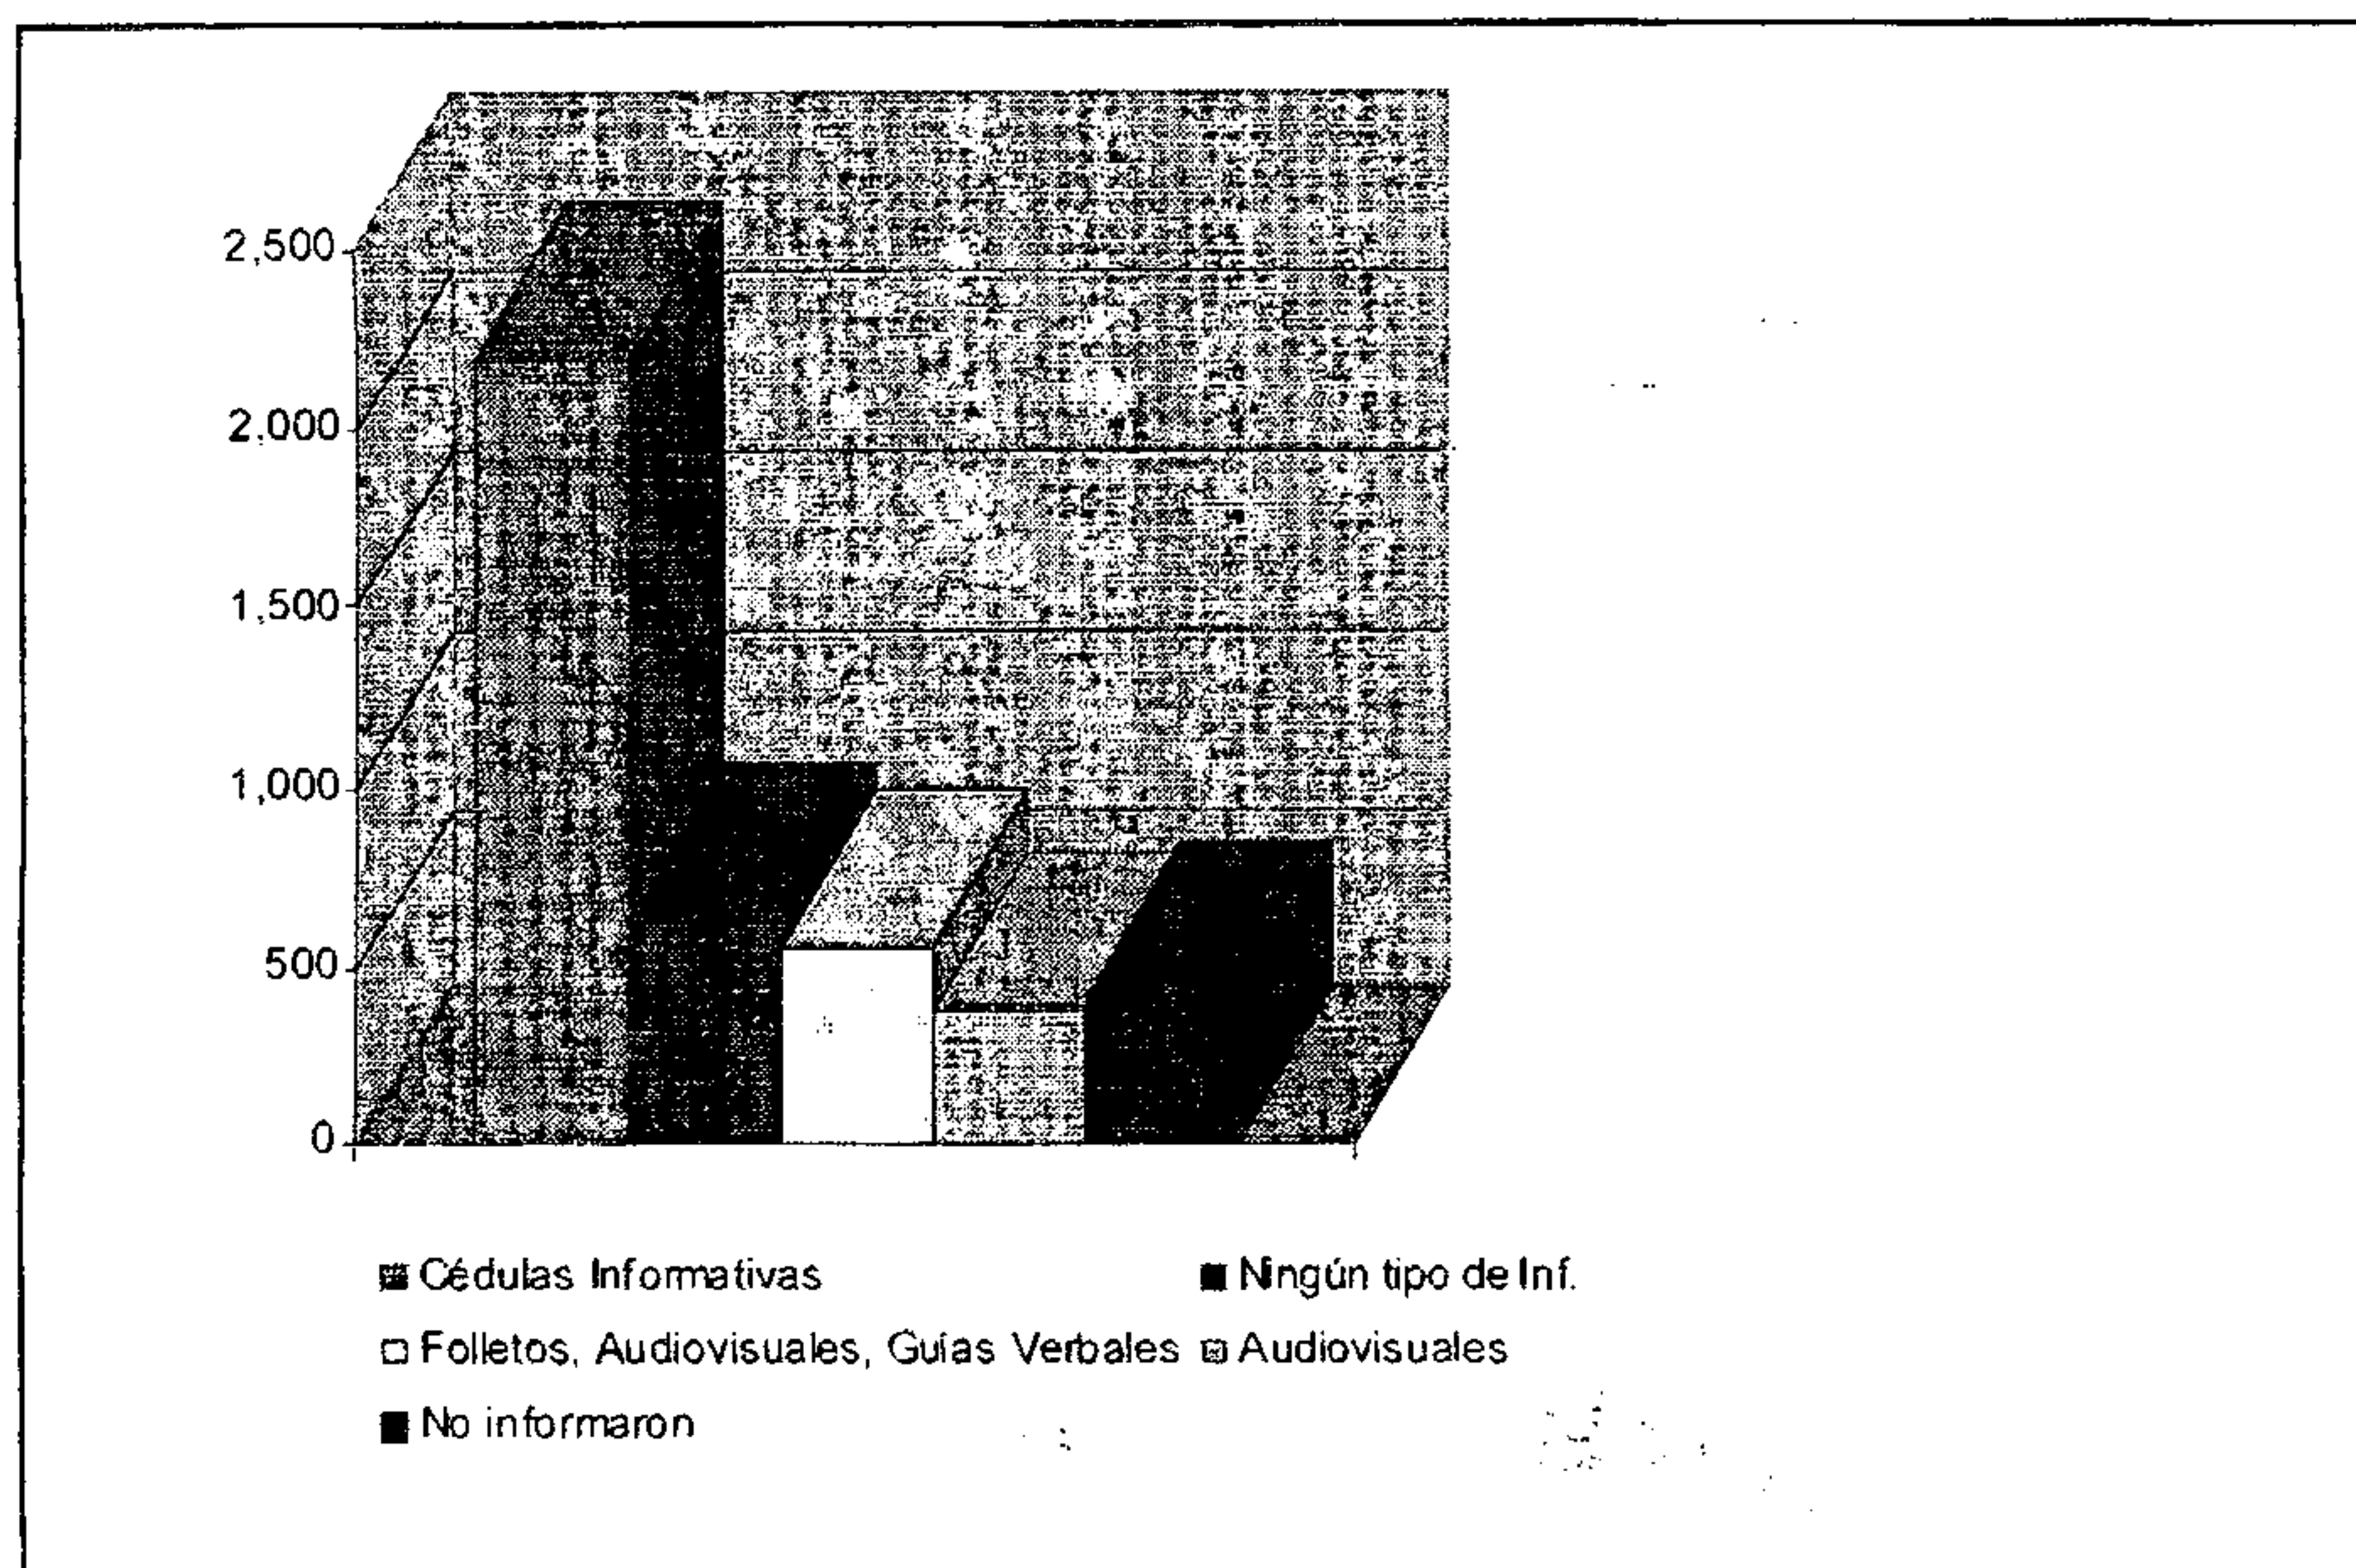 2,500
2.000
1,500
1,000
500
0
Cédulas Informativas
Ningún tipo de Inf.
Folletos, Audiovisuales, Guías Verbales
Audiovisuales
No informaron